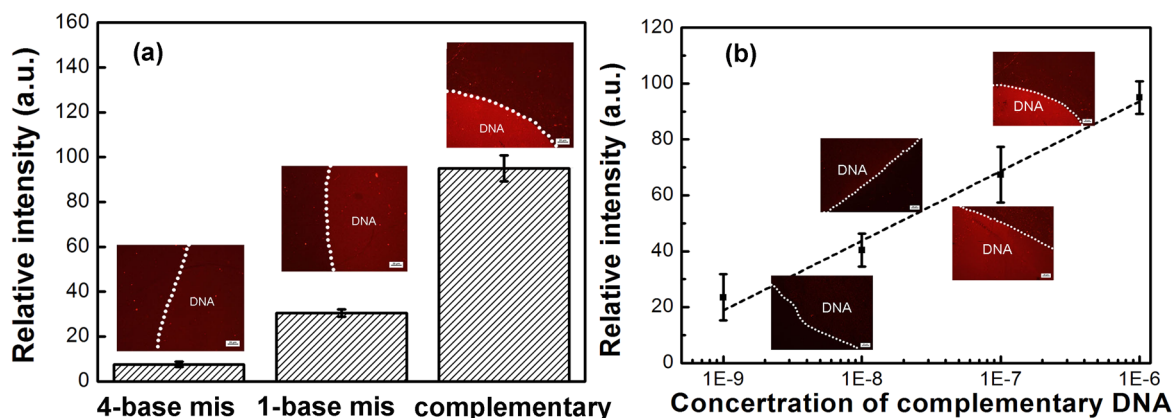 (a)
Relative intensity (a.u.)
160
140
120
100
80
60
40
20
0
DNA
DNA
DNA
4-base mis 1-base mis complementary
(b)
Relative intensity (a.u.)
120
100
80
60
40
20
0
DNA
DNA
DNA
DNA
1E-9 1E-8 1E-7 1E-6
Concertration of complementary DNA